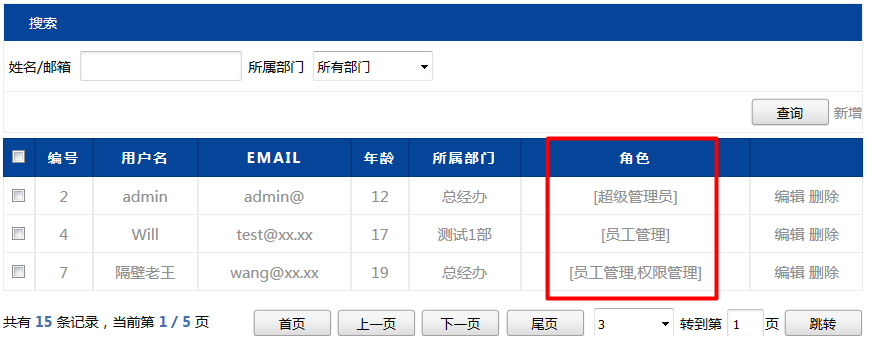 搜索
姓名/邮箱 所属部门 所有部门
查询 新增
编号 用户名 EMAIL 年龄 所属部门 角色
2 admin admin@ 12 总经办 [超级管理员] 编辑 删除
4 Will test@xx.xx 17 测试1部 [员工管理] 编辑 删除
7 隔壁老王 wang@xx.xx 19 总经办 [员工管理,权限管理] 编辑 删除
共有 15 条记录，当前第 1 / 5 页 首页 上一页 下一页 尾页 3 转到第 1 页 跳转